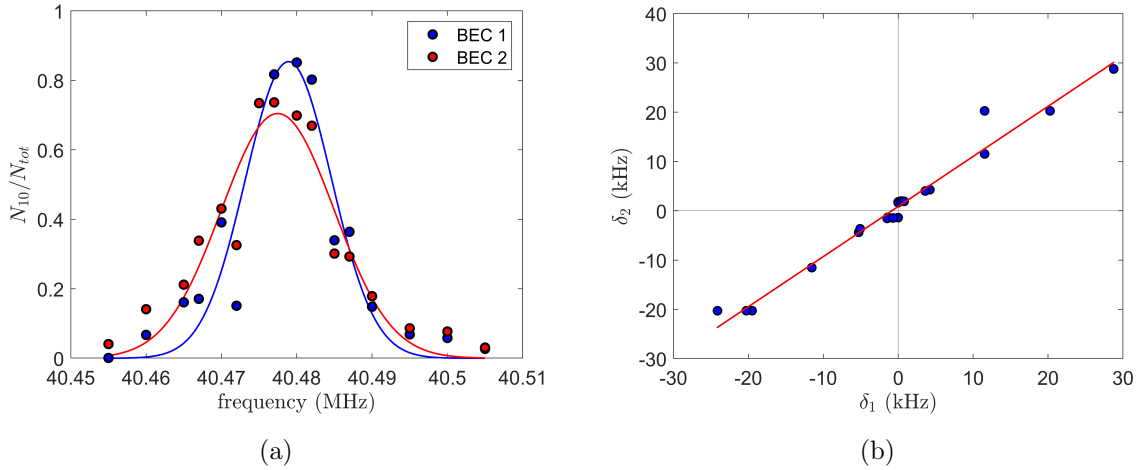 1
0.8
0.6
0.4
0.2
0
40.45 40.46 40.47 40.48 40.49 40.5 40.51
frequency (MHz)
N10/Ntot
BEC 1
BEC 2
(a)
40
30
20
10
0
-10
-20
-30
-30 -20 -10 0 10 20 30
δ1 (kHz)
δ2 (kHz)
(b)